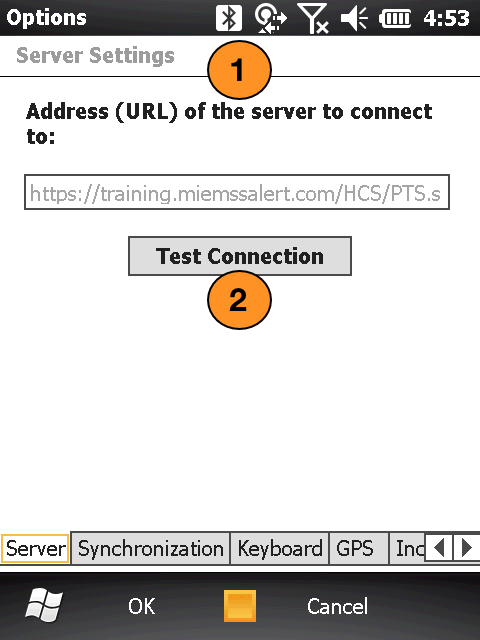 Options 4:53
Server Settings
1
Address (URL) of the server to connect
to:
https://training.miemssalert.com/HCS/PTS.s
Test Connection
2
Server Synchronization Keyboard GPS Inc
OK Cancel